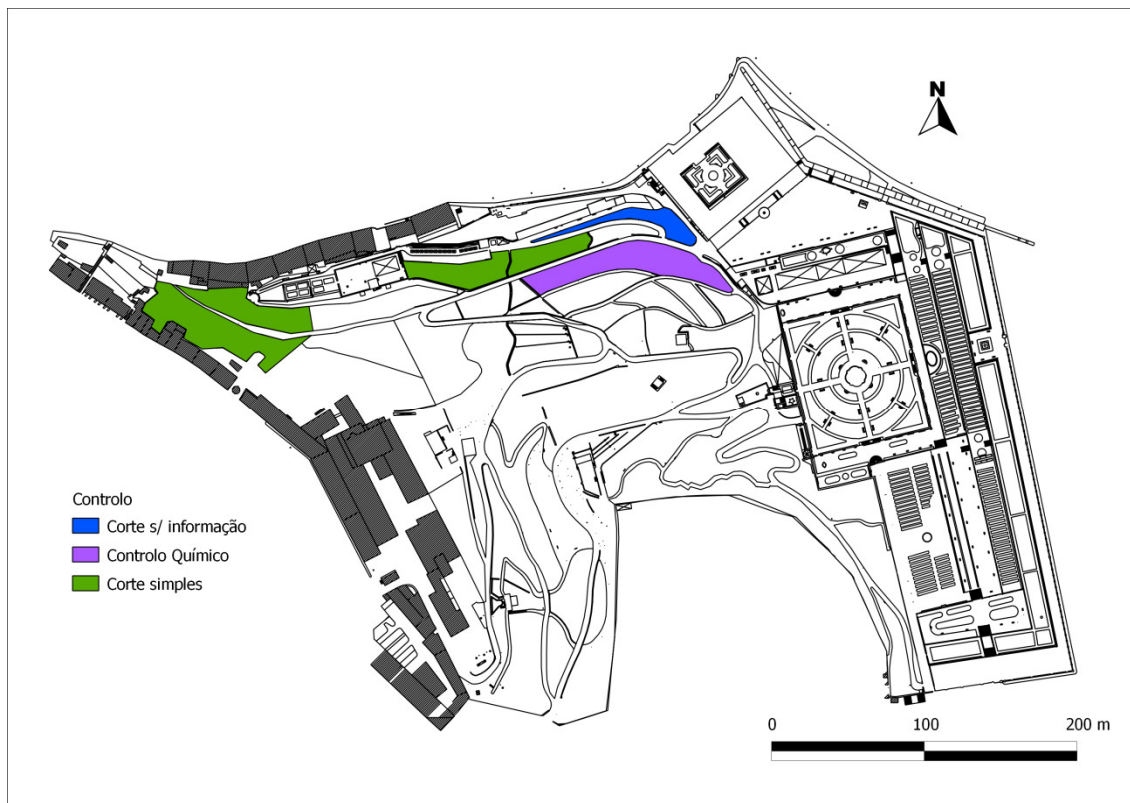 N
Controlo
Corte s/ informação
Controlo Químico
Corte simples
0 100 200 m